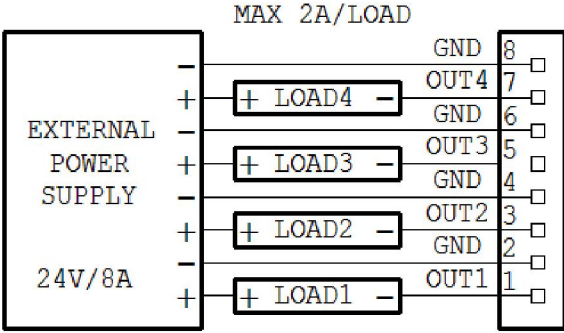 MAX 2A/LOAD
GND 8
−
OUT4 7
+ + LOAD4 −
GND 6
−
EXTERNAL
POWER
SUPPLY
OUT3 5
+ + LOAD3 −
GND 4
−
OUT2 3
+ + LOAD2 −
GND 2
−
24V/8A
OUT1 1
+ + LOAD1 −